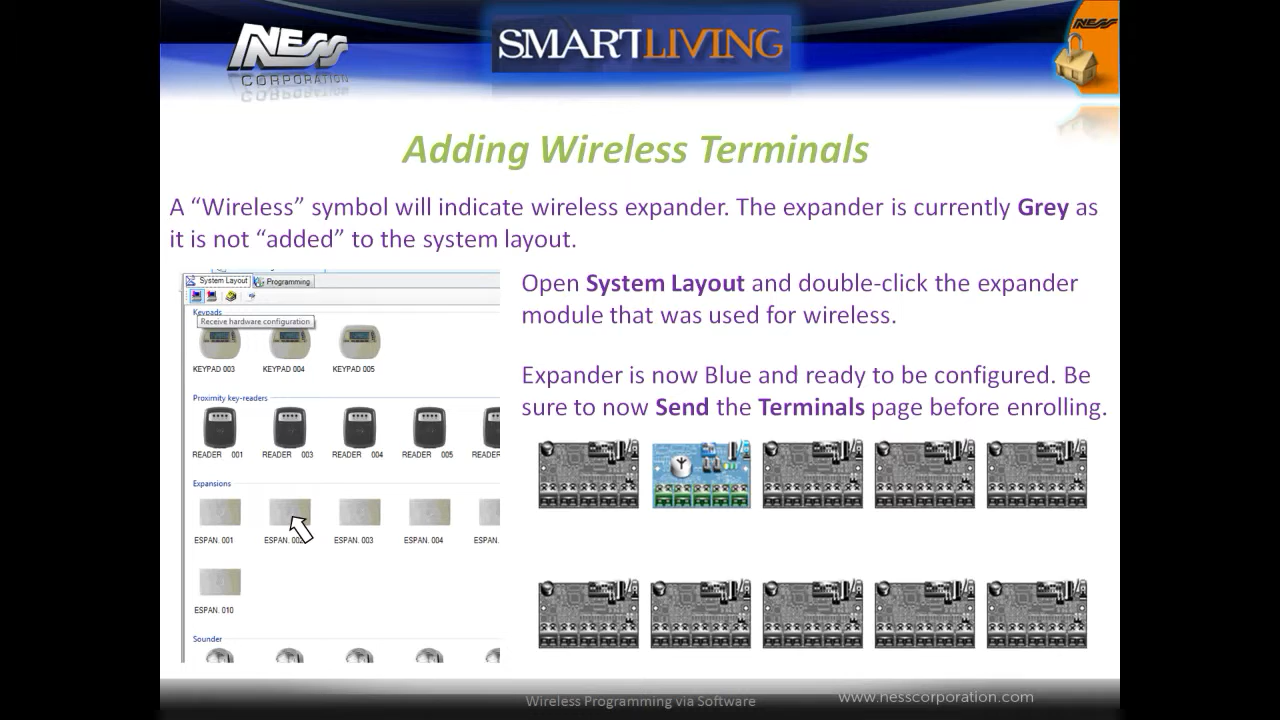 NESS
CORPORATION
SMARTLIVING
NESS
Adding Wireless Terminals
A “Wireless” symbol will indicate wireless expander. The expander is currently Grey as
it is not “added” to the system layout.
System Layout
Programming
Keypads
Receive hardware configuration
KEYPAD 003
KEYPAD 004
KEYPAD 005
Proximity key-readers
READER 001
READER 003
READER 004
READER 005
READER
Expansions
ESPAN. 001
ESPAN. 002
ESPAN. 003
ESPAN. 004
ESPAN.
ESPAN. 010
Sounder
Open System Layout and double-click the expander
module that was used for wireless.
Expander is now Blue and ready to be configured. Be
sure to now Send the Terminals page before enrolling.
Wireless Programming via Software
www.nesscorporation.com